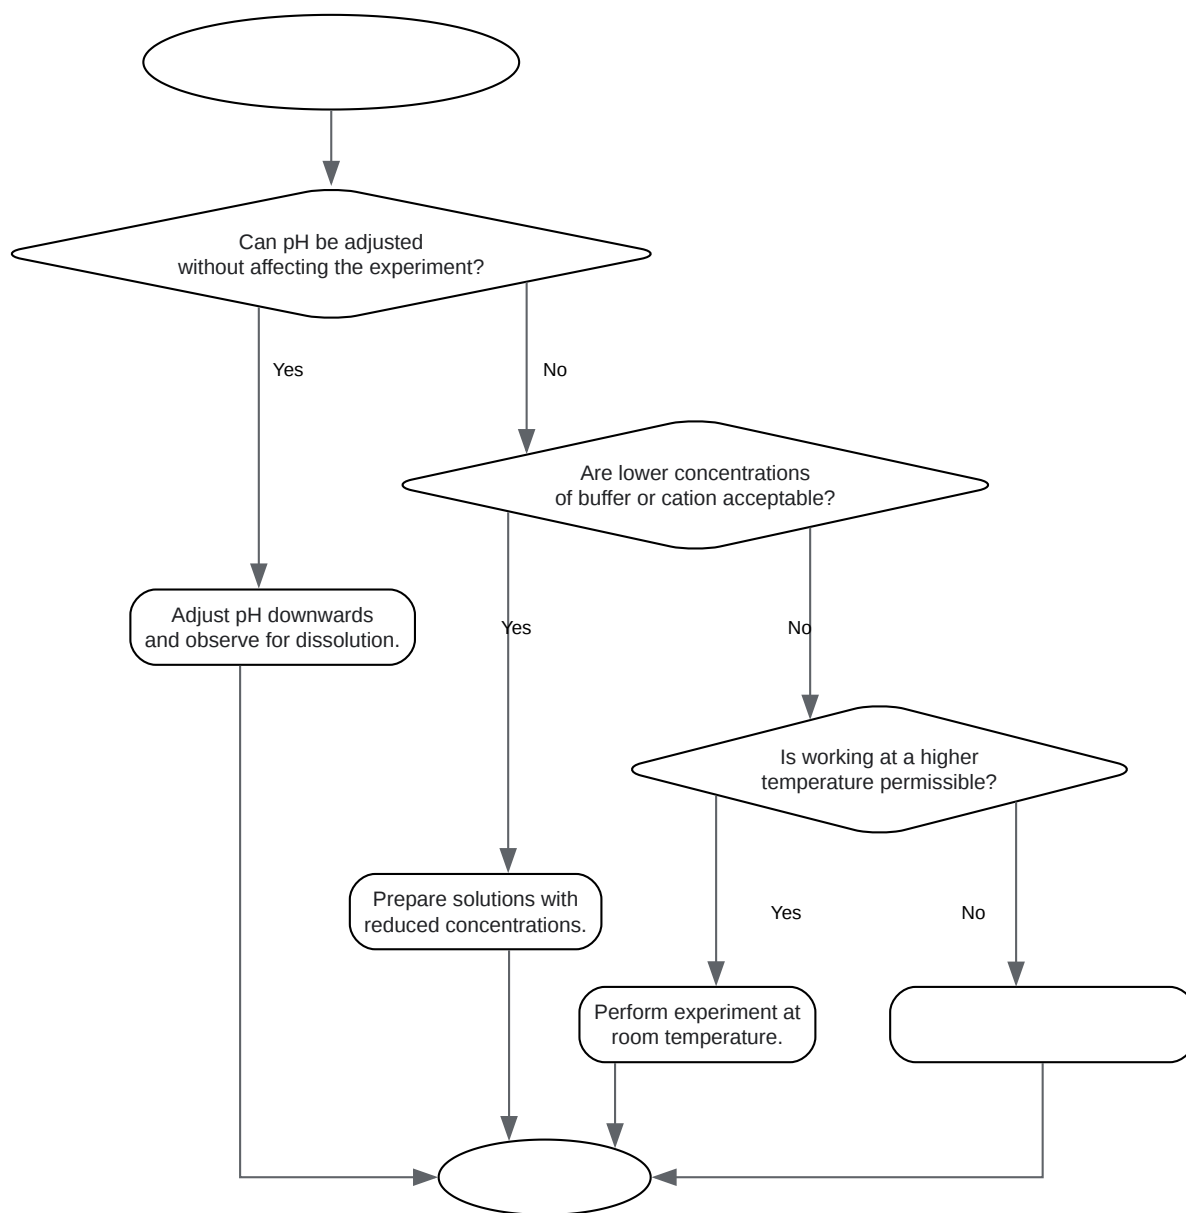 Can pH be adjusted
without affecting the experiment?
Yes
No
Are lower concentrations
of buffer or cation acceptable?
Adjust pH downwards
and observe for dissolution.
Yes
No
Is working at a higher
temperature permissible?
Prepare solutions with
reduced concentrations.
Yes
No
Perform experiment at
room temperature.